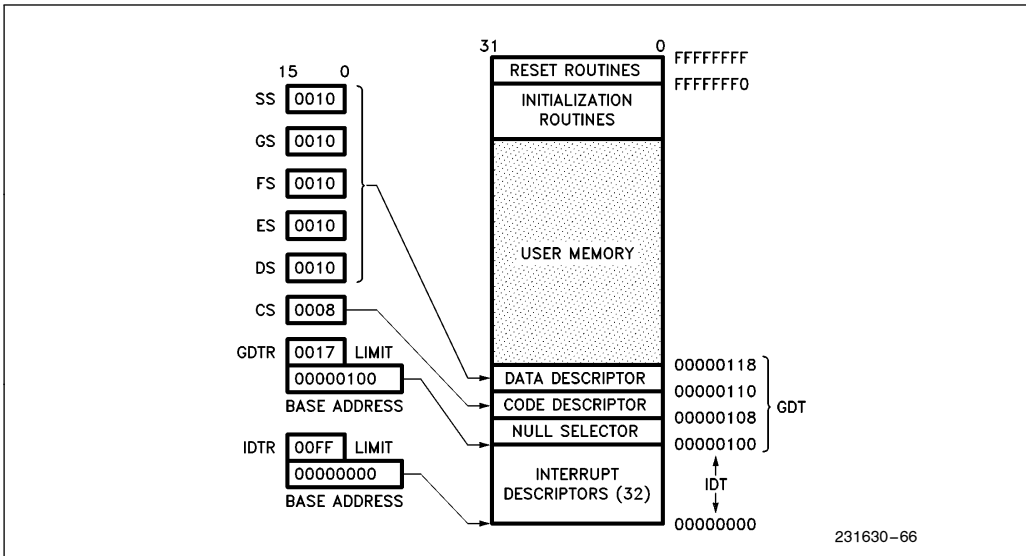 31 0
FFFFFFFF
RESET ROUTINES
FFFFFFF0
INITIALIZATION
ROUTINES
15 0
SS 0010
GS 0010
FS 0010
ES 0010
DS 0010
CS 0008
USER MEMORY
GDTR 0017 LIMIT
00000100
BASE ADDRESS
IDTR 00FF LIMIT
00000000
BASE ADDRESS
00000118
DATA DESCRIPTOR
00000110
CODE DESCRIPTOR
GDT
00000108
NULL SELECTOR
00000100
INTERRUPT
DESCRIPTORS (32)
IDT
00000000
231630-66